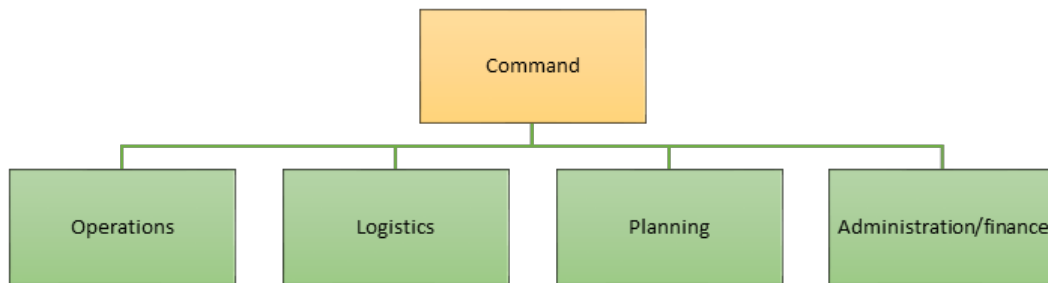 Command
Operations
Logistics
Planning
Administration/finance